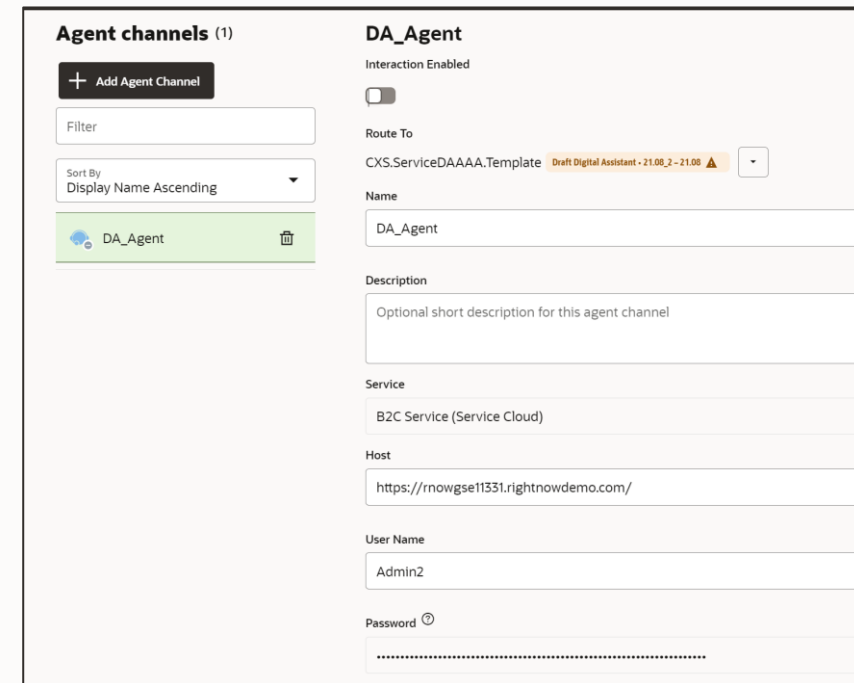 Agent channels (1)
Add Agent Channel
Filter
Sort By
Display Name Ascending
DA_Agent
DA_Agent
Interaction Enabled
Route To
CXS.ServiceDAAAA.Template Draft Digital Assistant • 21.08_2 – 21.08
Name
DA_Agent
Description
Optional short description for this agent channel
Service
B2C Service (Service Cloud)
Host
https://rnowgse11331.rightnowdemo.com/
User Name
Admin2
Password